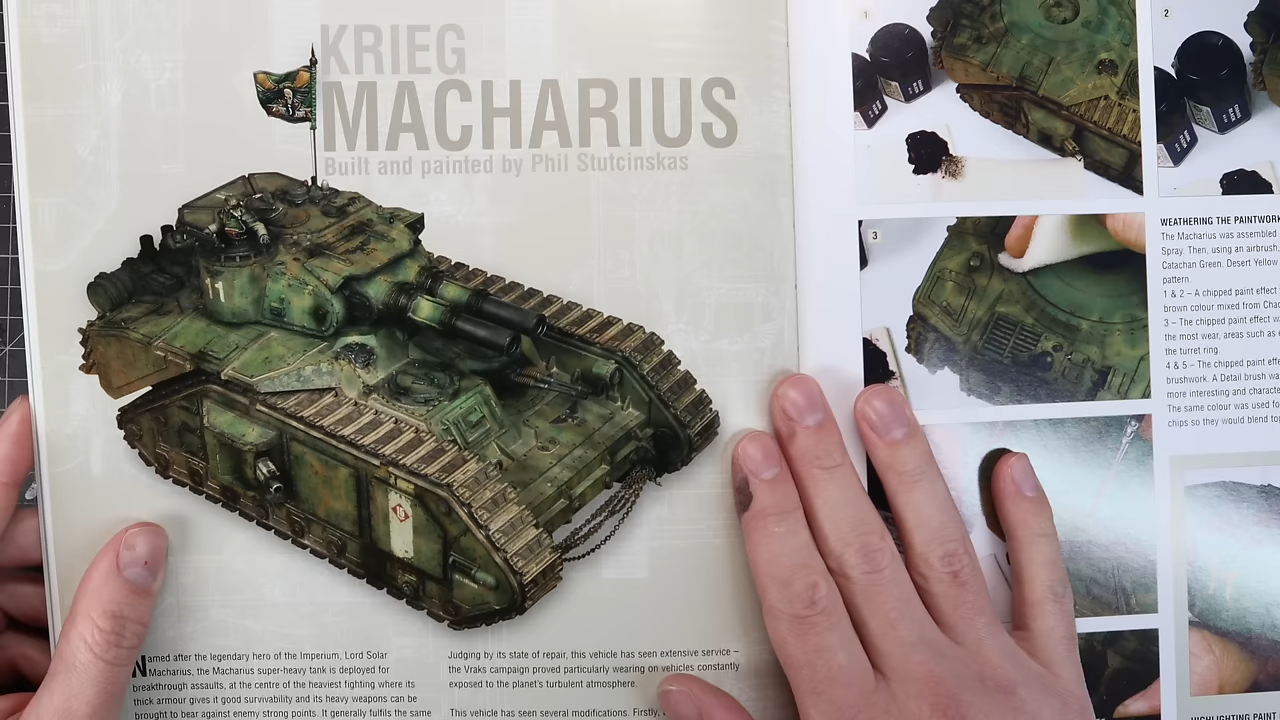 KRIEG
MACHARIUS
Built and painted by Phil Stutcinskas
11
Named after the legendary hero of the Imperium, Lord Solar
Macharius, the Macharius super-heavy tank is deployed for
breakthrough assaults, at the centre of the heaviest fighting where its
thick armour gives it good survivability and its heavy weapons can be
brought to bear against enemy strong points. It generally fulfils the same
Judging by its state of repair, this vehicle has seen extensive service –
the Vraks campaign proved particularly wearing on vehicles constantly
exposed to the planet's turbulent atmosphere.
This vehicle has seen several modifications. Firstly,
1
2
3
WEATHERING THE PAINTWORK
The Macharius was assembled
Spray. Then, using an airbrush,
Catachan Green. Desert Yellow
pattern.
1 & 2 – A chipped paint effect
brown colour mixed from Chao
3 – The chipped paint effect w
the most wear, areas such as
the turret ring.
4 & 5 – The chipped paint eff
brushwork. A Detail brush wa
more interesting and characte
The same colour was used fo
chips so they would blend to
HIGHLIGHTING PAINT